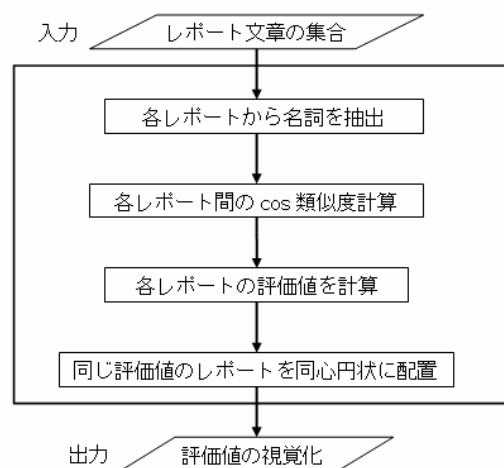 入力 レポート文章の集合
各レポートから名詞を抽出
各レポート間の cos 類似度計算
各レポートの評価値を計算
同じ評価値のレポートを同心円状に配置
出力 評価値の視覚化